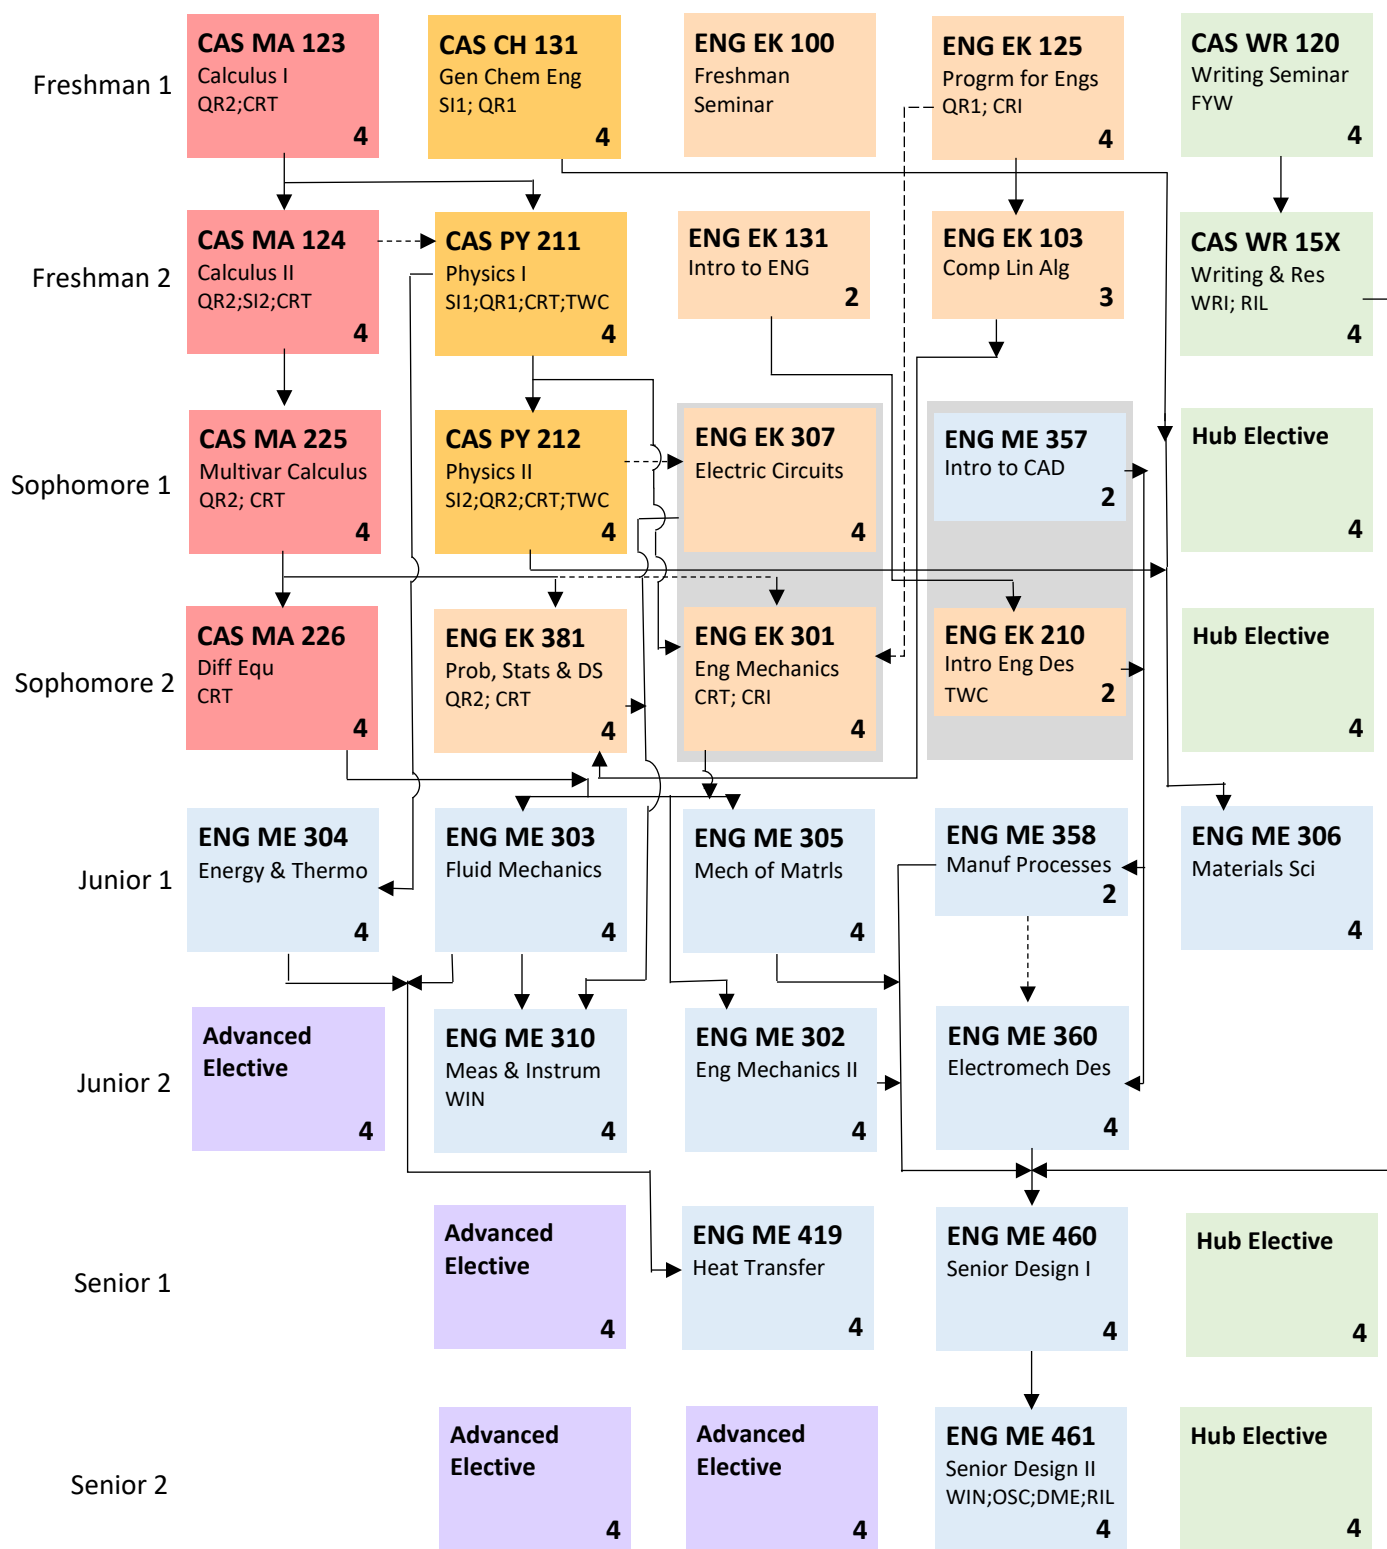 Freshman 1
CAS MA 123
Calculus I
QR2;CRT
4
CAS CH 131
Gen Chem Eng
SI1; QR1
4
ENG EK 100
Freshman
Seminar
ENG EK 125
Progrm for Engs
QR1; CRI
4
CAS WR 120
Writing Seminar
FYW
4
Freshman 2
CAS MA 124
Calculus II
QR2;SI2;CRT
4
CAS PY 211
Physics I
SI1;QR1;CRT;TWC
4
ENG EK 131
Intro to ENG
2
ENG EK 103
Comp Lin Alg
3
CAS WR 15X
Writing & Res
WRI; RIL
4
Sophomore 1
CAS MA 225
Multivar Calculus
QR2; CRT
4
CAS PY 212
Physics II
SI2;QR2;CRT;TWC
4
ENG EK 307
Electric Circuits
4
ENG ME 357
Intro to CAD
2
Hub Elective
4
Sophomore 2
CAS MA 226
Diff Equ
CRT
4
ENG EK 381
Prob, Stats & DS
QR2; CRT
4
ENG EK 301
Eng Mechanics
CRT; CRI
4
ENG EK 210
Intro Eng Des
TWC
2
Hub Elective
4
Junior 1
ENG ME 304
Energy & Thermo
4
ENG ME 303
Fluid Mechanics
4
ENG ME 305
Mech of Matrls
4
ENG ME 358
Manuf Processes
2
ENG ME 306
Materials Sci
4
Junior 2
Advanced
Elective
4
ENG ME 310
Meas & Instrum
WIN
4
ENG ME 302
Eng Mechanics II
4
ENG ME 360
Electromech Des
4
Senior 1
Advanced
Elective
4
ENG ME 419
Heat Transfer
4
ENG ME 460
Senior Design I
4
Hub Elective
4
Senior 2
Advanced
Elective
4
Advanced
Elective
4
ENG ME 461
Senior Design II
WIN;OSC;DME;RIL
4
Hub Elective
4